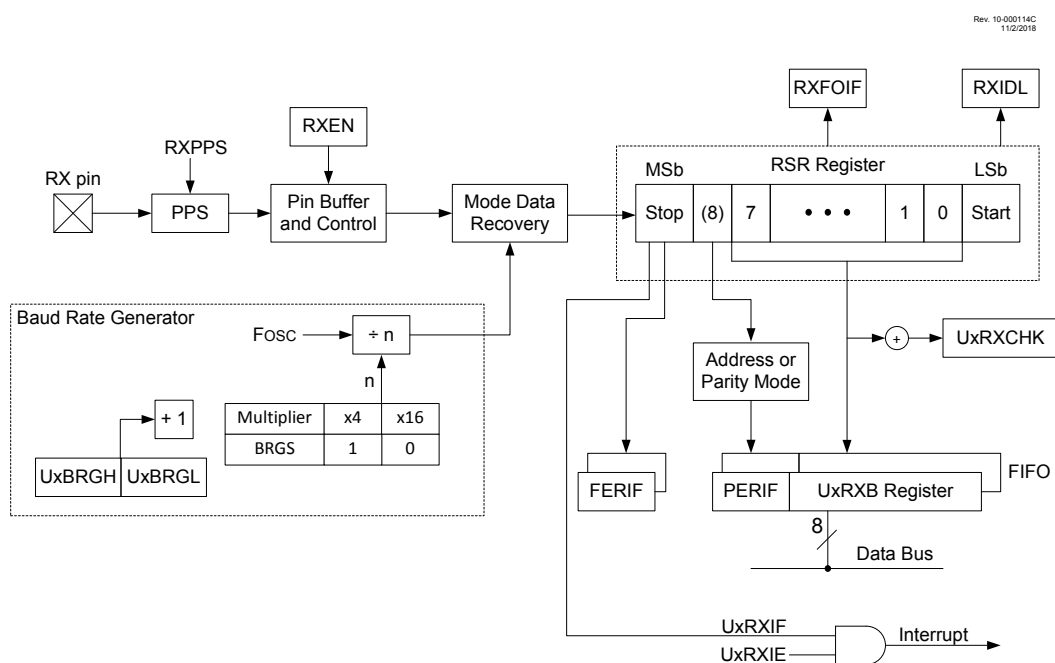 Rev. 10-000114C
11/2/2018
RXFOIF
RXIDL
RXEN
RXPPS
RX pin
PPS
Pin Buffer
and Control
Mode Data
Recovery
RSR Register
MSb
LSb
Stop
(8)
7
• • •
1
0
Start
Baud Rate Generator
FOSC
÷ n
n
+ 1
Multiplier x4 x16
BRGS 1 0
UxBRGH UxBRGL
Address or
Parity Mode
+
UxRXCHK
FERIF
PERIF
UxRXB Register
FIFO
8
Data Bus
UxRXIF
UxRXIE
Interrupt